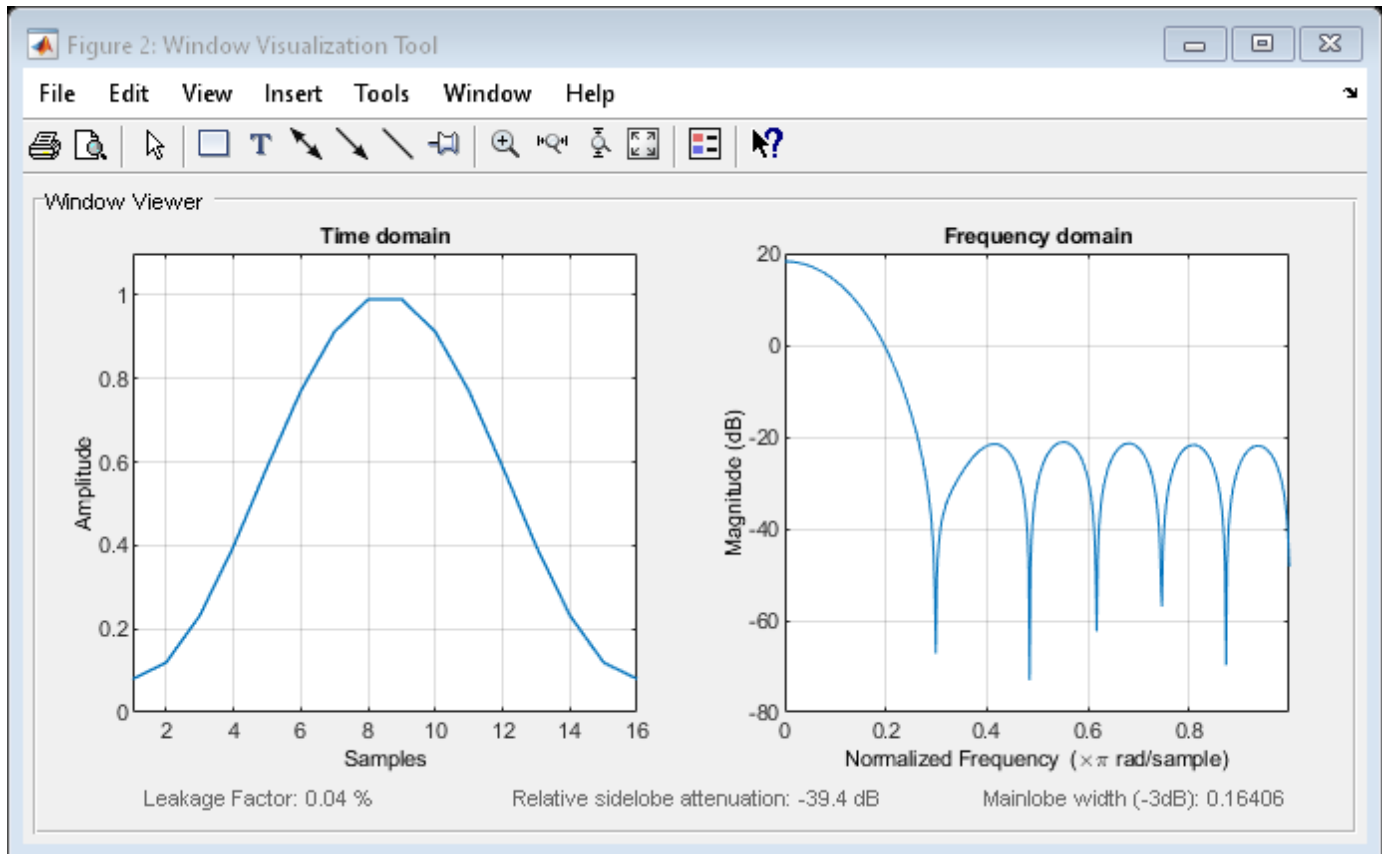 Figure 2: Window Visualization Tool
File Edit View Insert Tools Window Help
T
?
Window Viewer
Time domain
1
0.8
0.6
0.4
0.2
0
2 4 6 8 10 12 14 16
Amplitude
Samples
Frequency domain
20
0
-20
-40
-60
-80
0 0.2 0.4 0.6 0.8
Magnitude (dB)
Normalized Frequency (×π rad/sample)
Leakage Factor: 0.04 %
Relative sidelobe attenuation: -39.4 dB
Mainlobe width (-3dB): 0.16406